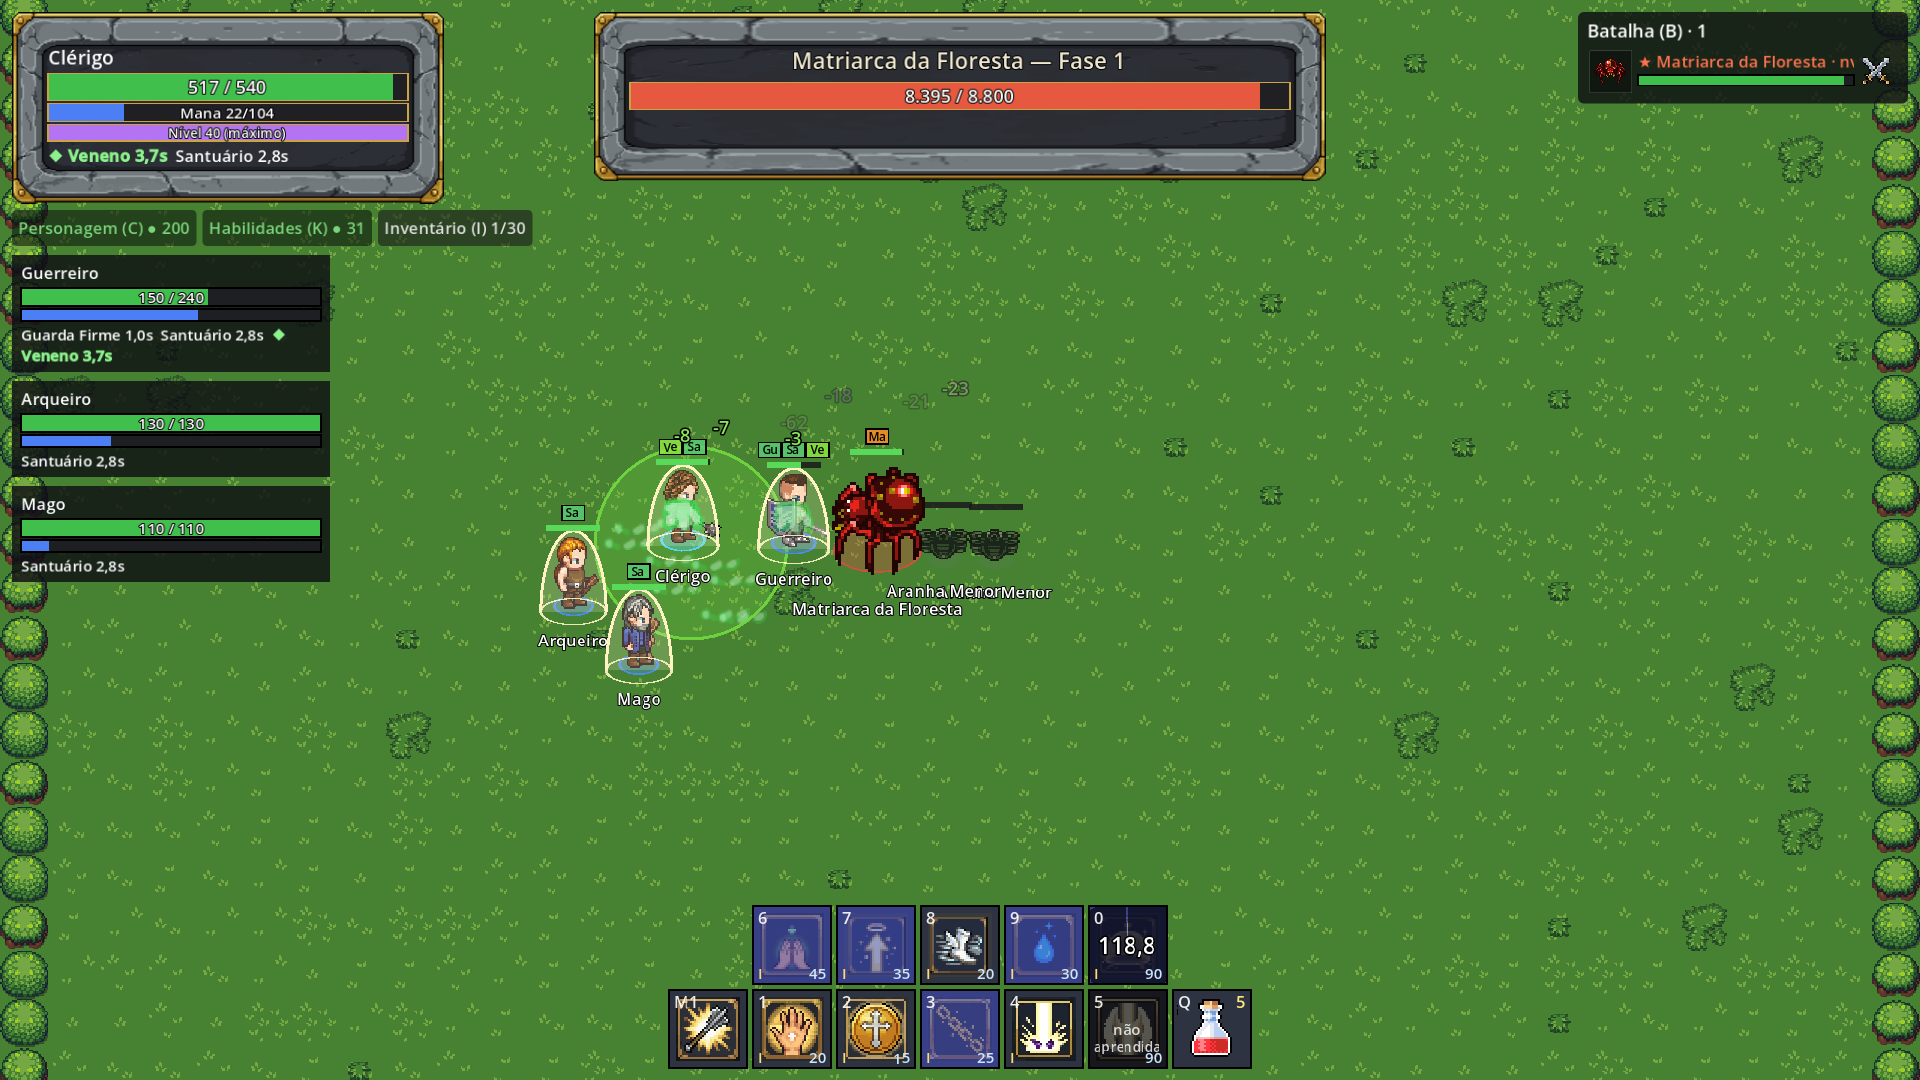 Clérigo
517 / 540
Mana 22/104
Nível 40 (máximo)
◆ Veneno 3,7s Santuário 2,8s
Matriarca da Floresta — Fase 1
8.395 / 8.800
Batalha (B) · 1
★ Matriarca da Floresta · nv
Personagem (C) ● 200
Habilidades (K) ● 31
Inventário (I) 1/30
Guerreiro
150 / 240
Guarda Firme 1,0s Santuário 2,8s ◆
Veneno 3,7s
Arqueiro
130 / 130
Santuário 2,8s
Mago
110 / 110
Santuário 2,8s
-18
-21
-23
-62
-8
-7
-3
Ve Sa
Gu Sa Ve
Ma
Sa
Sa
Clérigo
Guerreiro
Aranha Menor
Menor
Matriarca da Floresta
Arqueiro
Mago
6
I 45
7
I 35
8
I 20
9
I 30
0
118,8
I 90
M1
I
1
I 20
2
I 15
3
I 25
4
I
5
não
aprendida
90
Q 5